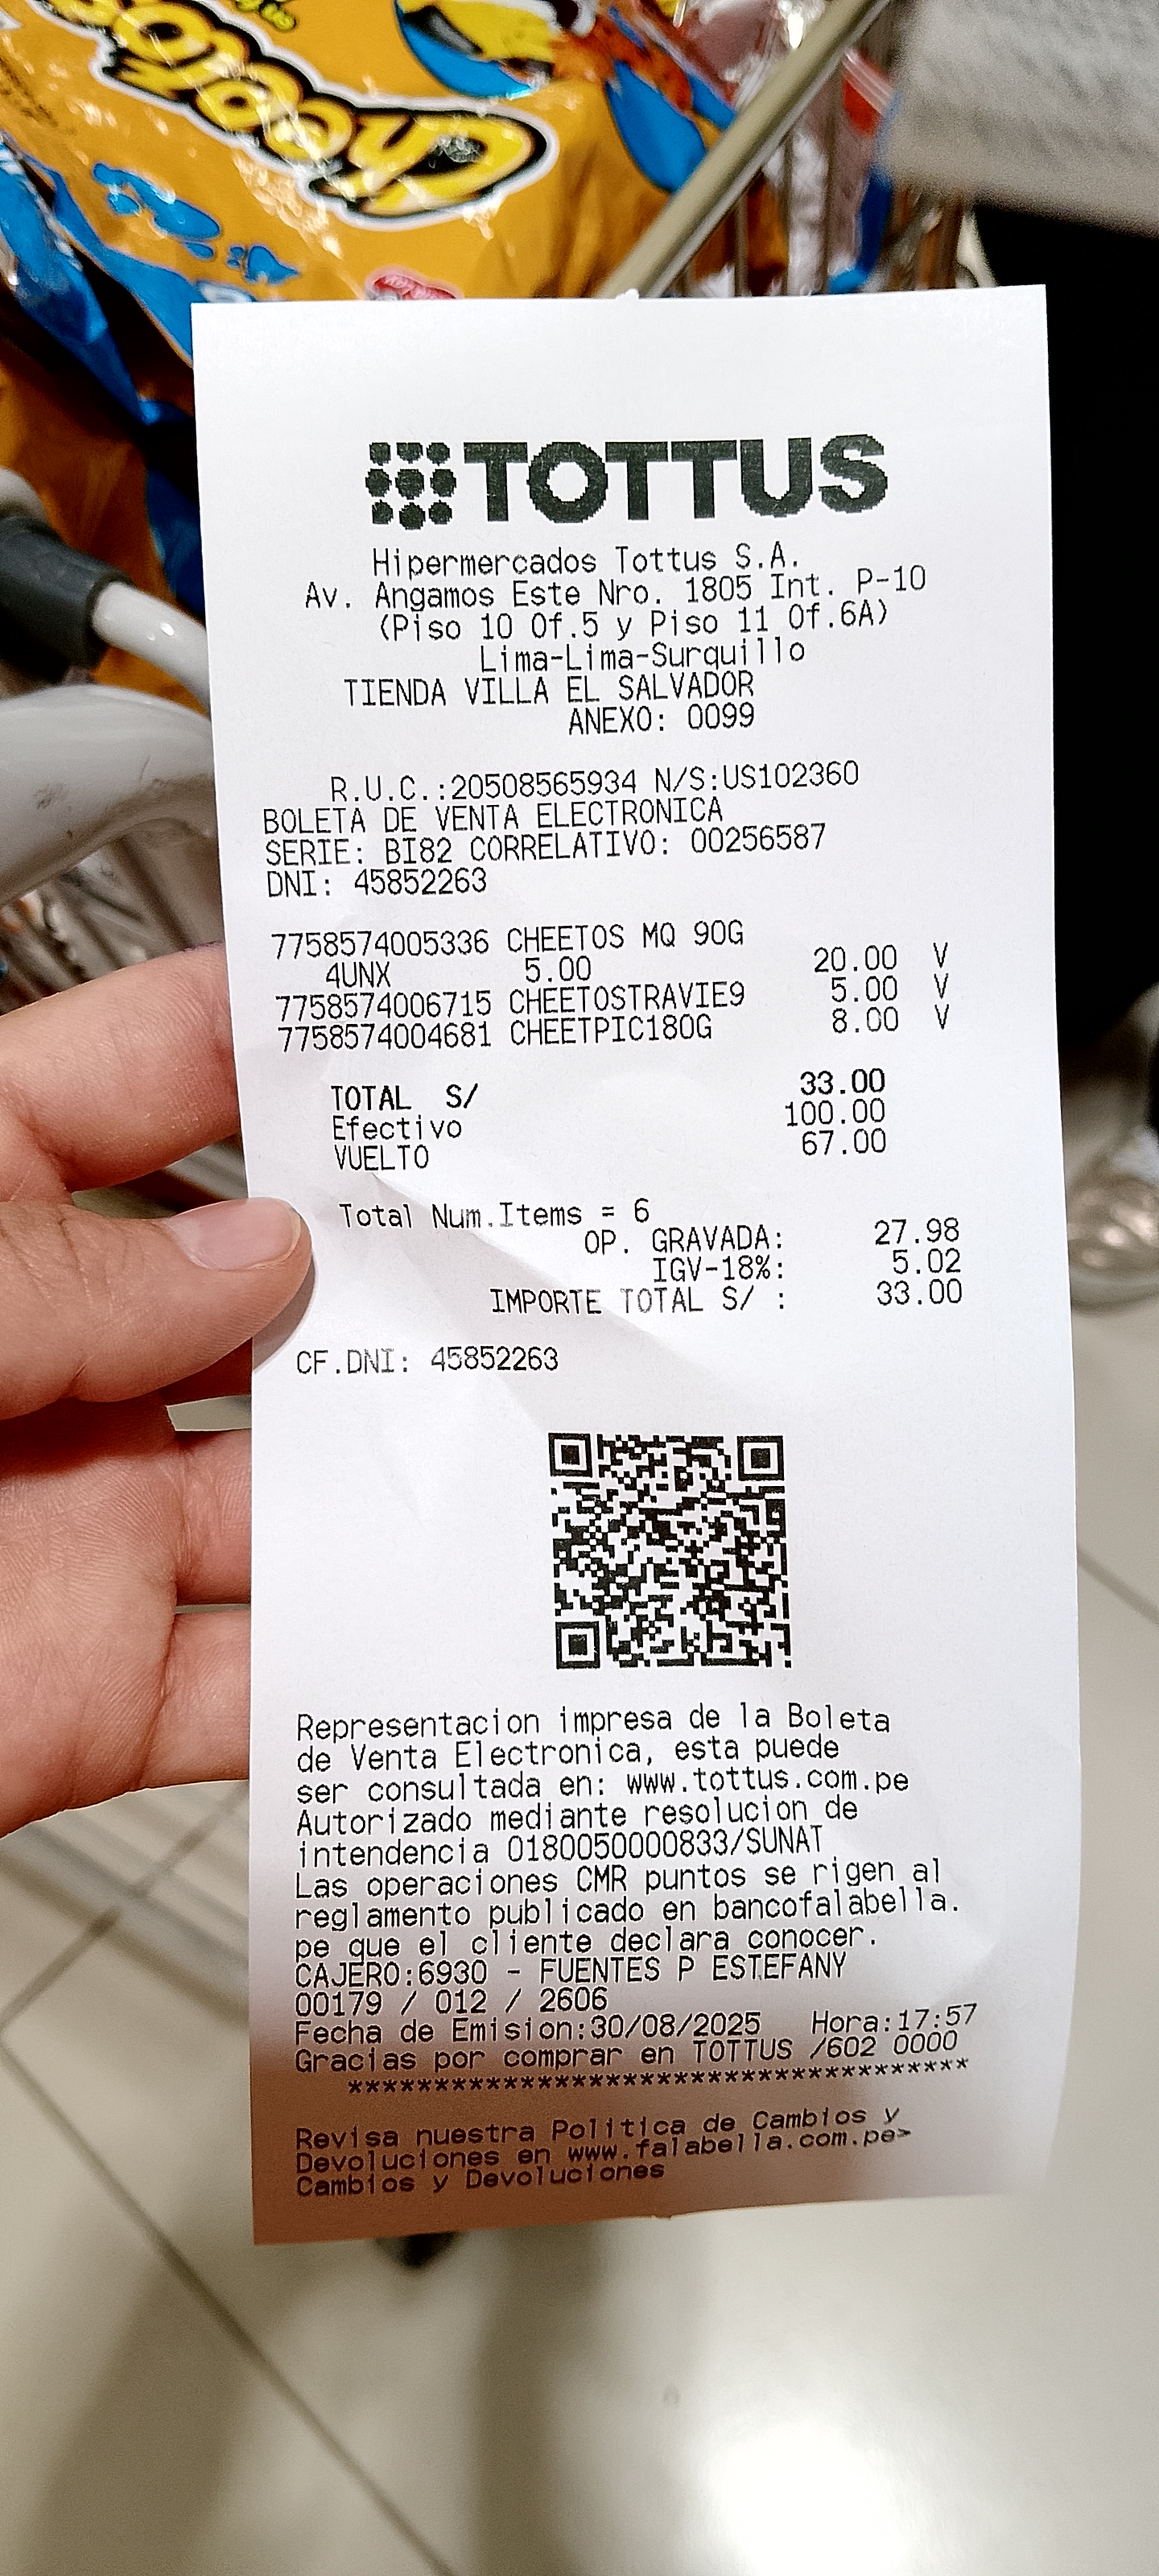 Cheetos
TOTTUS
Hipermercados Tottus S.A.
Av. Angamos Este Nro. 1805 Int. P-10
(Piso 10 Of.5 y Piso 11 Of.6A)
Lima-Lima-Surquillo
TIENDA VILLA EL SALVADOR
ANEXO: 0099
R.U.C.:20508565934 N/S:US102360
BOLETA DE VENTA ELECTRONICA
SERIE: BI82 CORRELATIVO: 00256587
DNI: 45852263
7758574005336 CHEETOS MQ 90G
4UNX 5.00 20.00 V
7758574006715 CHEETOSTRAVIE9 5.00 V
7758574004681 CHEETPIC180G 8.00 V
TOTAL S/ 33.00
Efectivo 100.00
VUELTO 67.00
Total Num.Items = 6
OP. GRAVADA: 27.98
IGV-18%: 5.02
IMPORTE TOTAL S/ : 33.00
CF.DNI: 45852263
Representacion impresa de la Boleta
de Venta Electronica, esta puede
ser consultada en: www.tottus.com.pe
Autorizado mediante resolucion de
intendencia 0180050000833/SUNAT
Las operaciones CMR puntos se rigen al
reglamento publicado en bancofalabella.
pe que el cliente declara conocer.
CAJERO:6930 - FUENTES P ESTEFANY
00179 / 012 / 2606
Fecha de Emision:30/08/2025 Hora:17:57
Gracias por comprar en TOTTUS /602 0000
************************************
Revisa nuestra Politica de Cambios y
Devoluciones en www.falabella.com.pe>
Cambios y Devoluciones